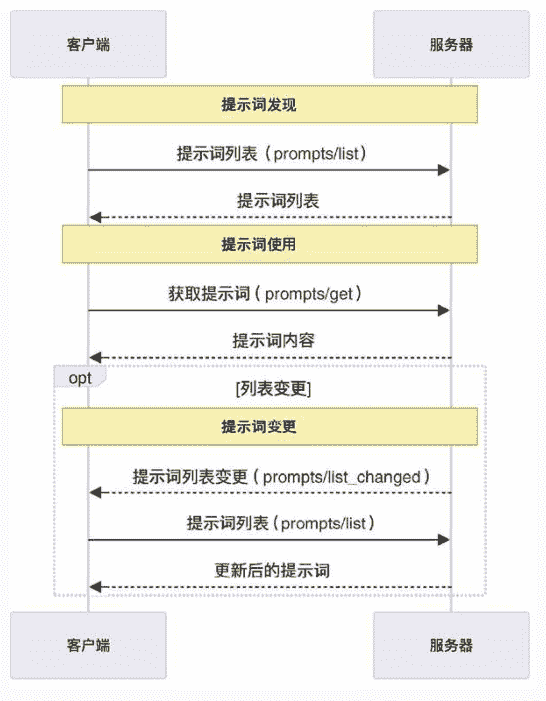 客户端
服务器
提示词发现
提示词列表（prompts/list）
提示词列表
提示词使用
获取提示词（prompts/get）
提示词内容
opt
[列表变更]
提示词变更
提示词列表变更（prompts/list_changed）
提示词列表（prompts/list）
更新后的提示词
客户端
服务器